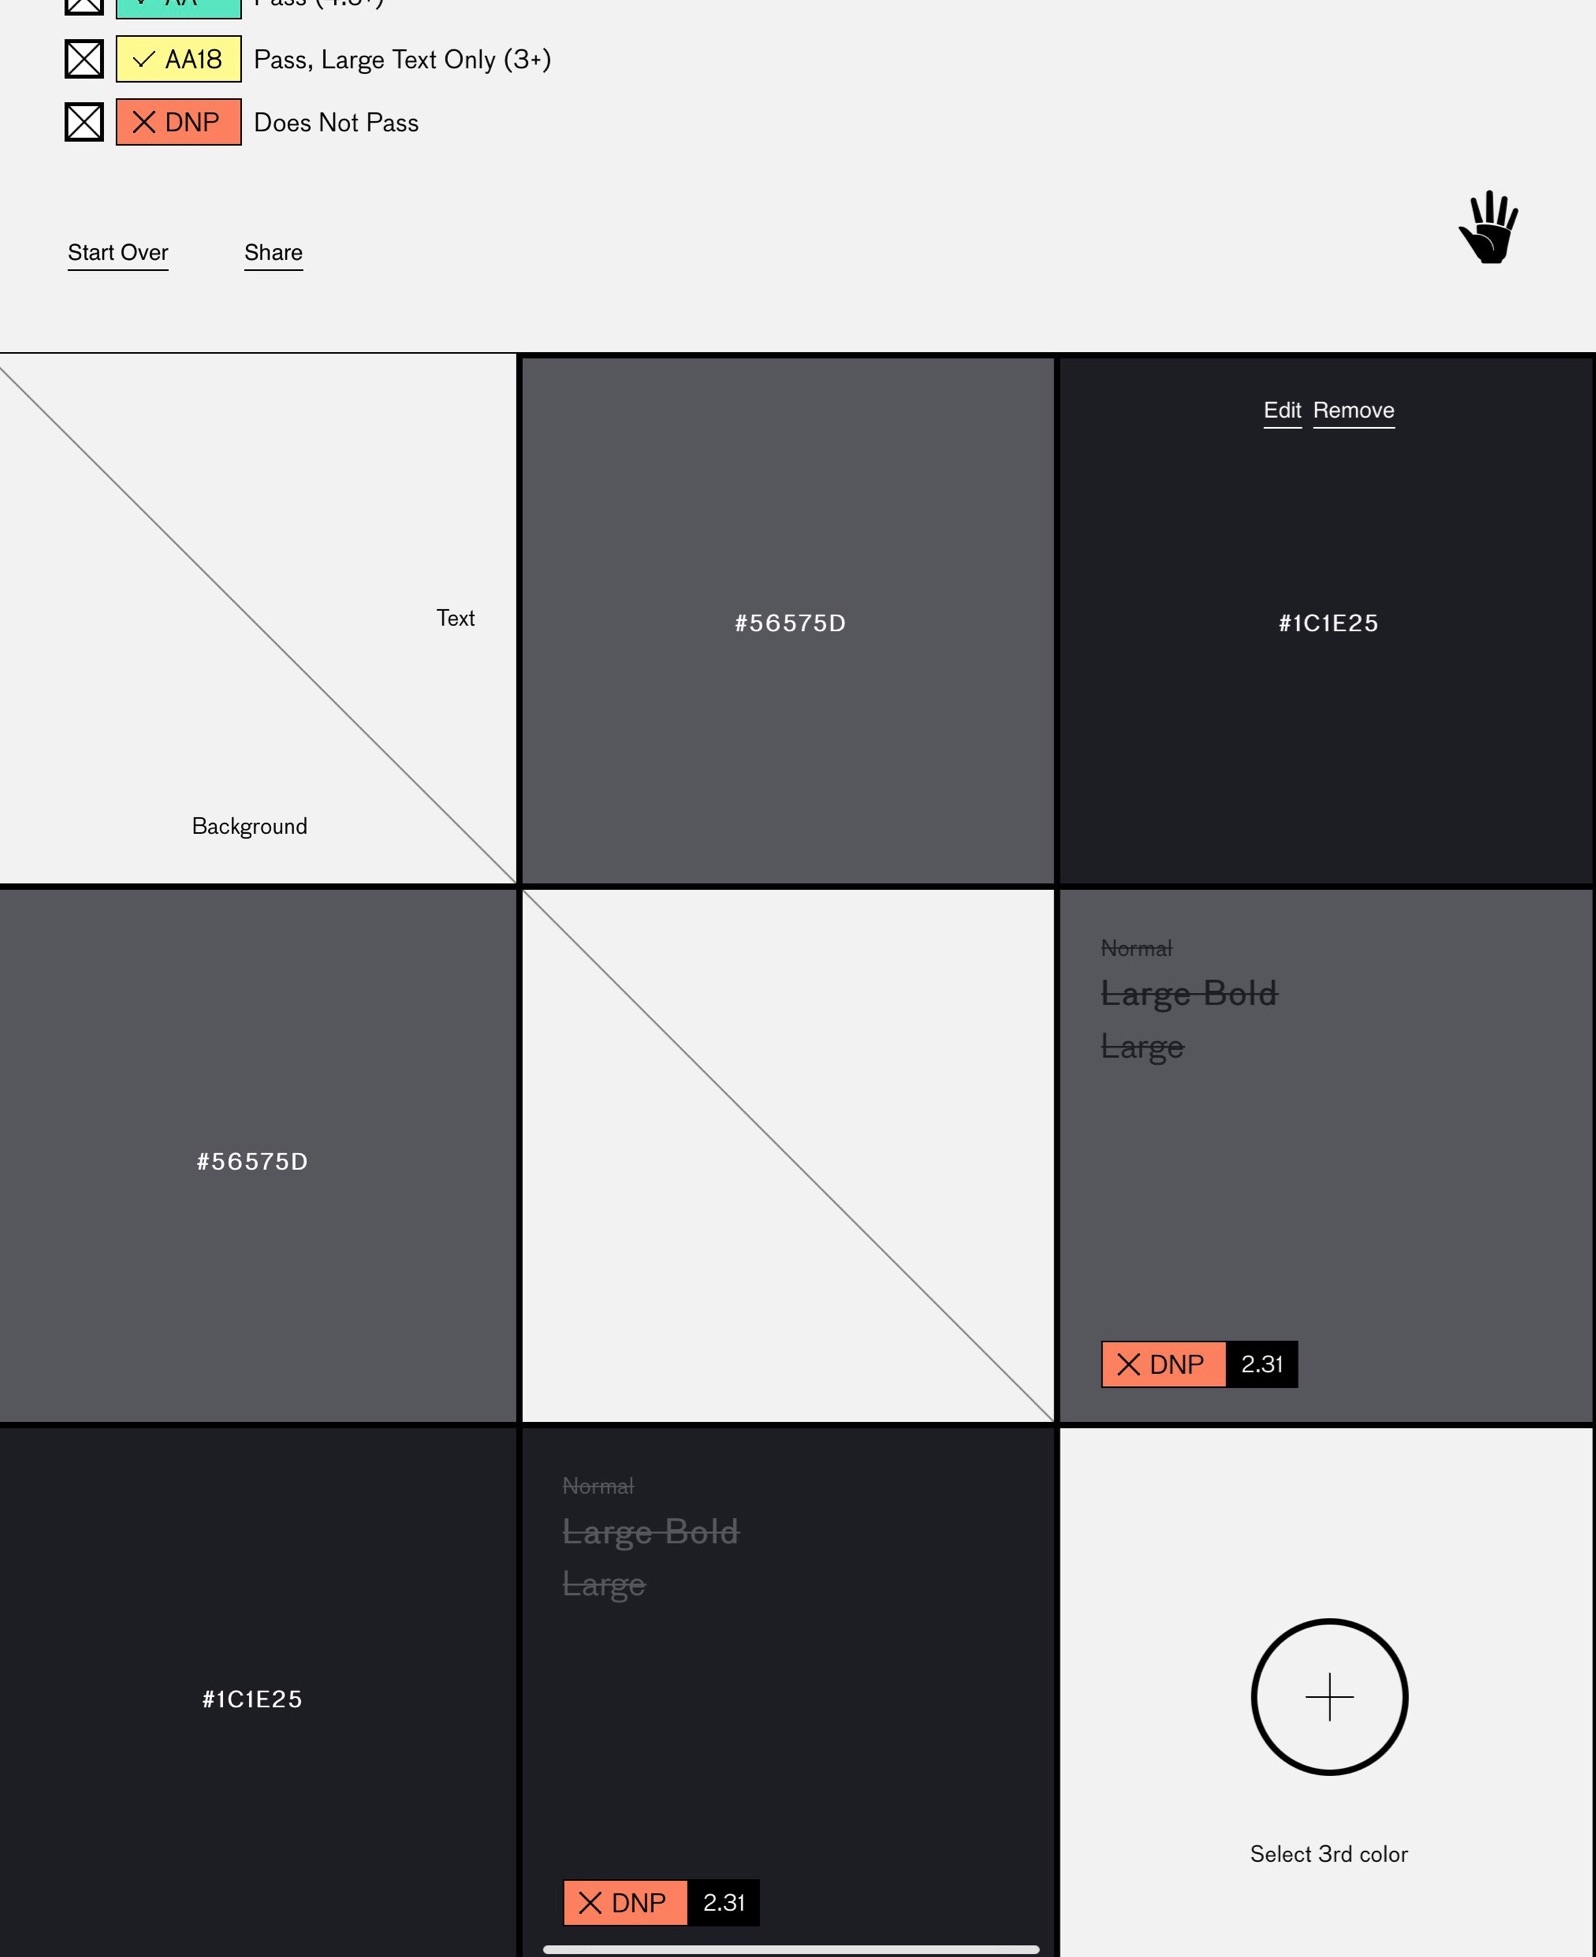 AA Pass (4.5+)
AA18 Pass, Large Text Only (3+)
DNP Does Not Pass
Start Over Share
Edit Remove
Text
#56575D
#1C1E25
Background
Normal
Large Bold
Large
#56575D
DNP 2.31
Normal
Large Bold
Large
#1C1E25
Select 3rd color
DNP 2.31